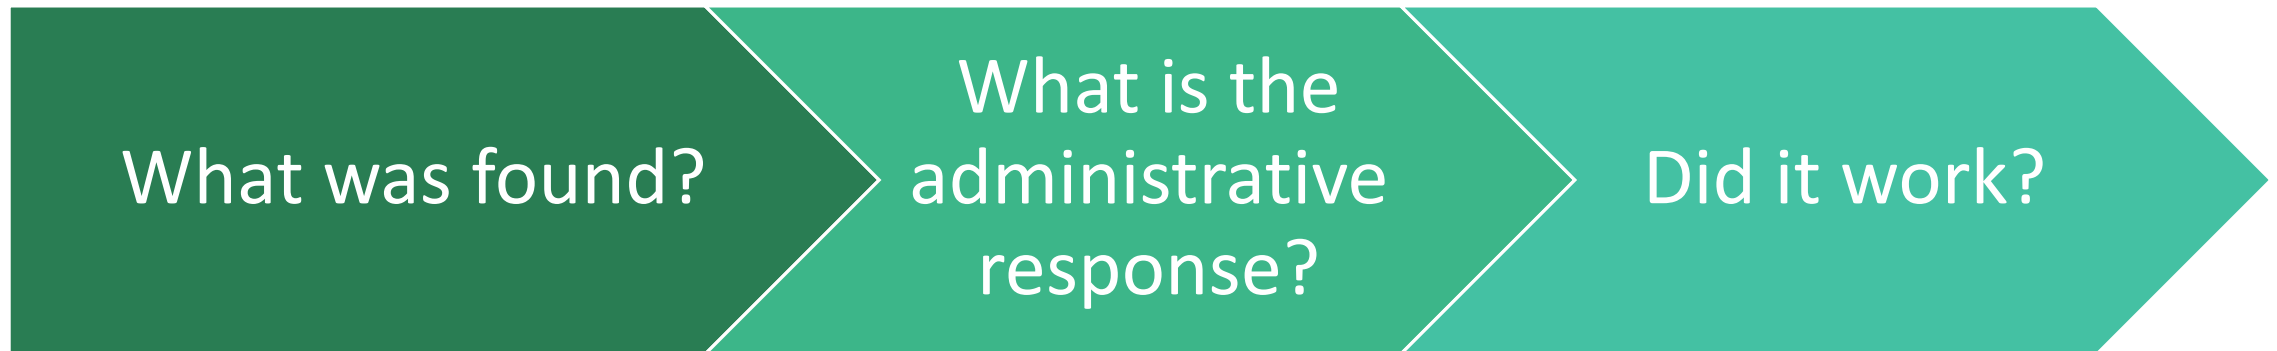 What was found?
What is the
administrative
response?
Did it work?